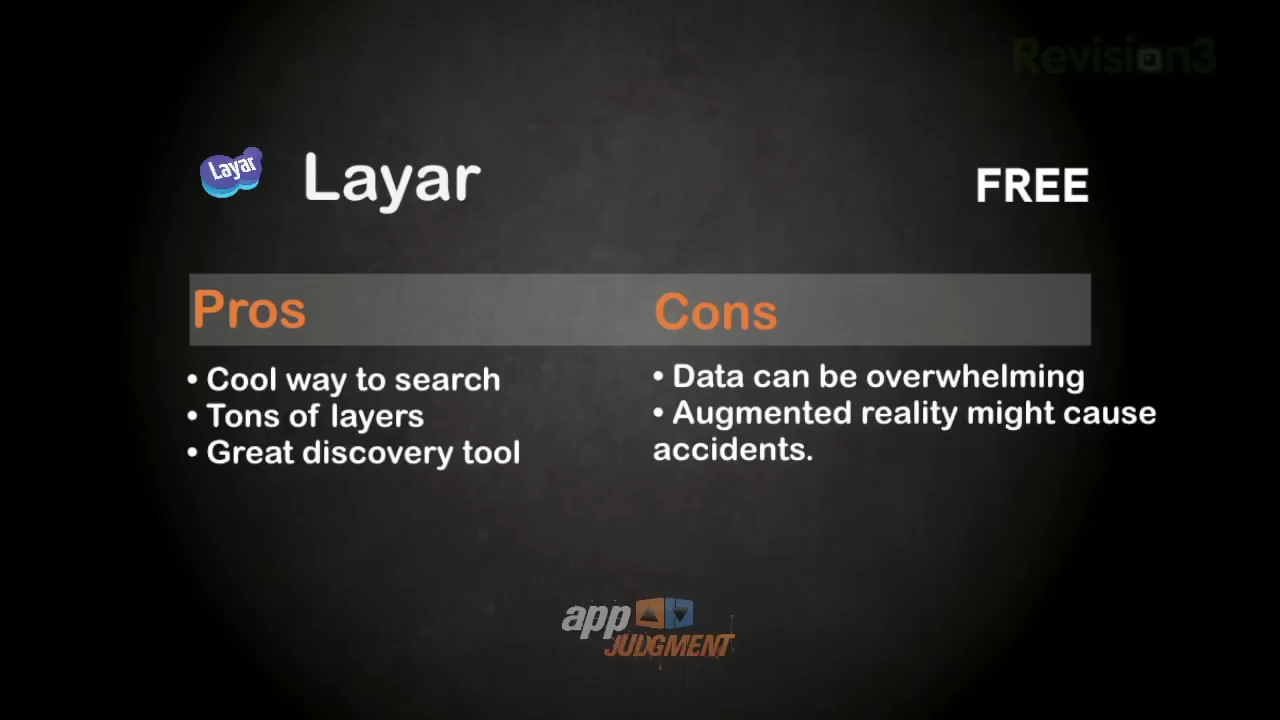 Revision3
Layar
Layar
FREE
Pros
Cons
• Cool way to search
• Tons of layers
• Great discovery tool
• Data can be overwhelming
• Augmented reality might cause
accidents.
app
JUDGMENT